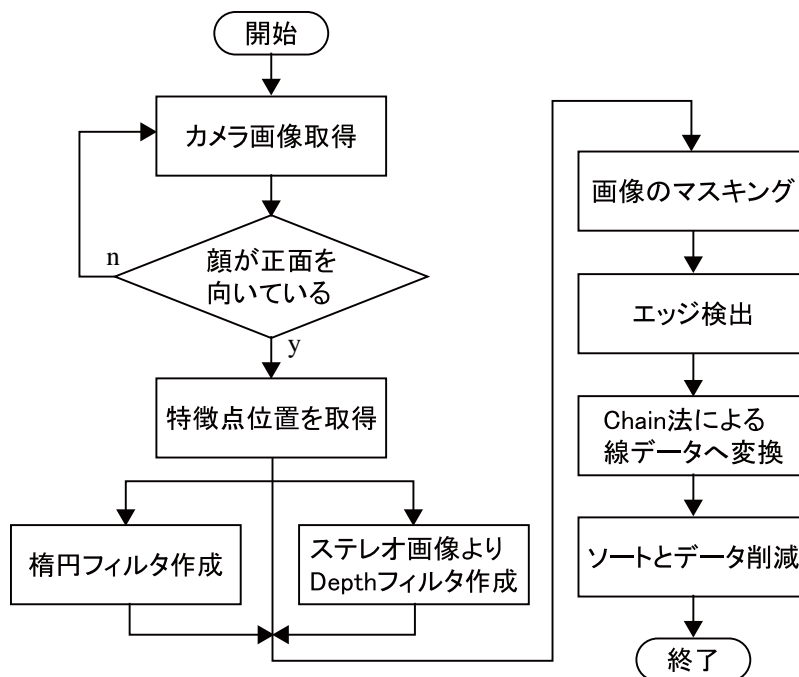 開始
カメラ画像取得
顔が正面を
向いている
n
y
特徴点位置を取得
楕円フィルタ作成
ステレオ画像より
Depthフィルタ作成
画像のマスキング
エッジ検出
Chain法による
線データへ変換
ソートとデータ削減
終了